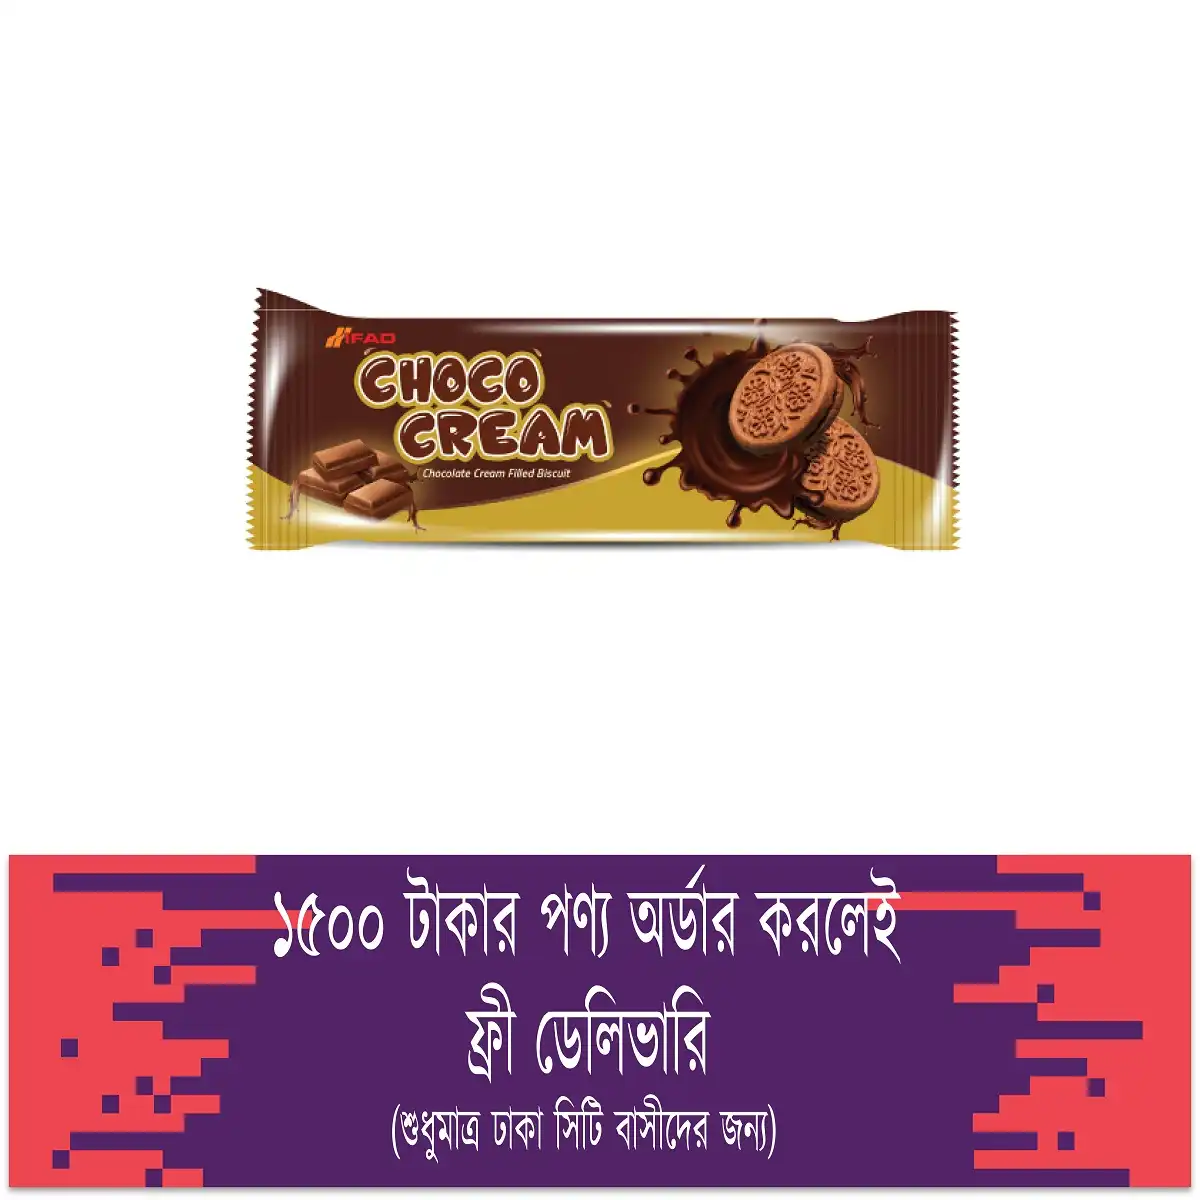 IFAD
CHOCO
CREAM
Chocolate Cream Filled Biscuit
১৫০০ টাকার পণ্য অর্ডার করলেই
ফ্রী ডেলিভারি
(শুধুমাত্র ঢাকা সিটি বাসীদের জন্য)